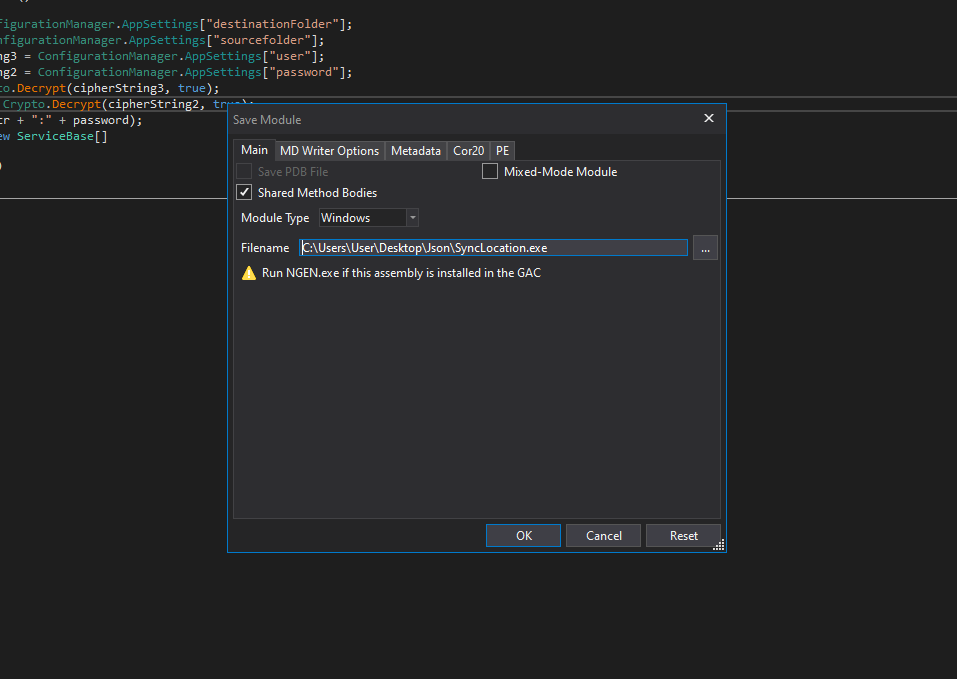 nfigurationManager.AppSettings["destinationFolder"];
nfigurationManager.AppSettings["sourcefolder"];
ng3 = ConfigurationManager.AppSettings["user"];
ng2 = ConfigurationManager.AppSettings["password"];
to.Decrypt(cipherString3, true);
Crypto.Decrypt(cipherString2, true);
tr + ":" + password);
ew ServiceBase[]
Save Module
Main MD Writer Options Metadata Cor20 PE
Save PDB File Mixed-Mode Module
Shared Method Bodies
Module Type Windows
Filename C:\Users\User\Desktop\Json\SyncLocation.exe ...
Run NGEN.exe if this assembly is installed in the GAC
OK Cancel Reset